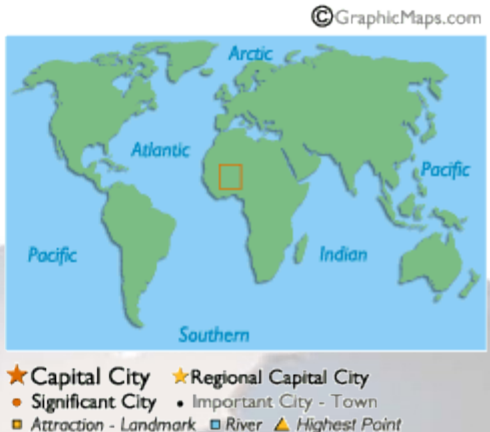 ©GraphicMaps.com
Arctic
Atlantic
Pacific
Pacific
Indian
Southern
Capital City Regional Capital City
Significant City Important City - Town
Attraction - Landmark River Highest Point